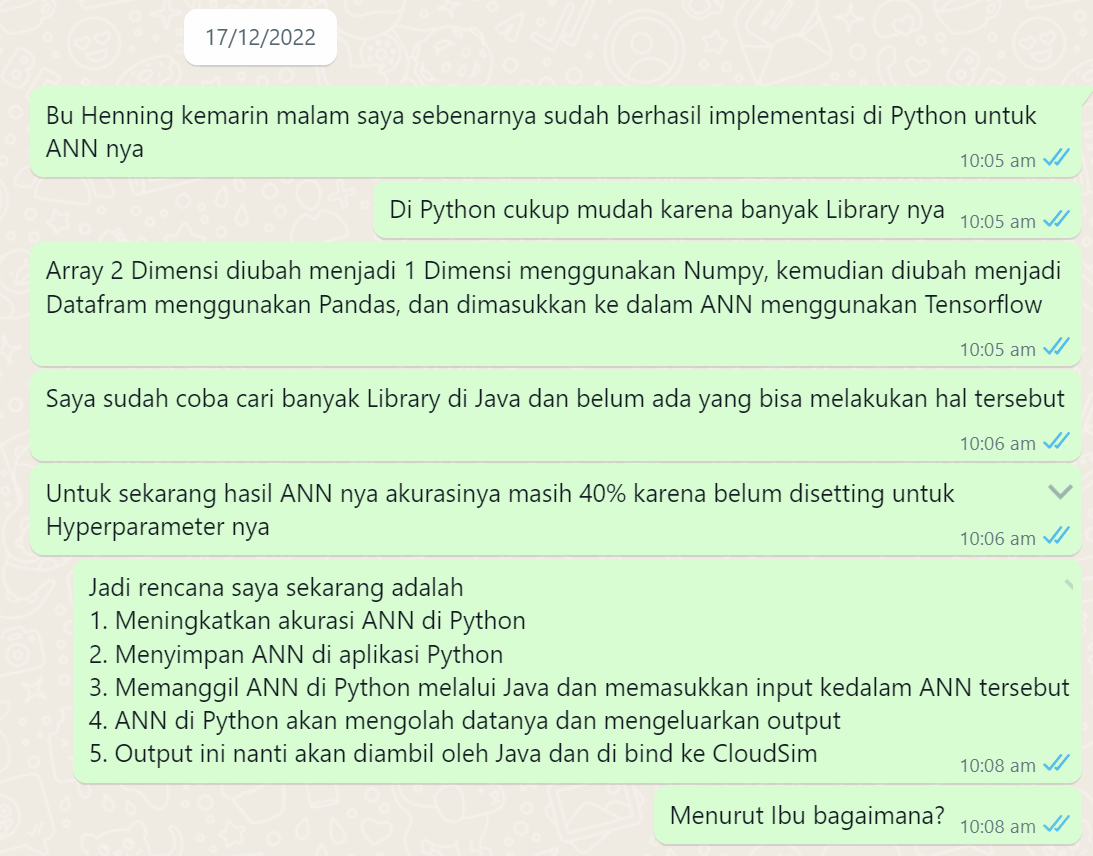 17/12/2022
Bu Henning kemarin malam saya sebenarnya sudah berhasil implementasi di Python untuk
ANN nya
10:05 am
Di Python cukup mudah karena banyak Library nya
10:05 am
Array 2 Dimensi diubah menjadi 1 Dimensi menggunakan Numpy, kemudian diubah menjadi
Datafram menggunakan Pandas, dan dimasukkan ke dalam ANN menggunakan Tensorflow
10:05 am
Saya sudah coba cari banyak Library di Java dan belum ada yang bisa melakukan hal tersebut
10:06 am
Untuk sekarang hasil ANN nya akurasinya masih 40% karena belum disetting untuk
Hyperparameter nya
10:06 am
Jadi rencana saya sekarang adalah
1. Meningkatkan akurasi ANN di Python
2. Menyimpan ANN di aplikasi Python
3. Memanggil ANN di Python melalui Java dan memasukkan input kedalam ANN tersebut
4. ANN di Python akan mengolah datanya dan mengeluarkan output
5. Output ini nanti akan diambil oleh Java dan di bind ke CloudSim
10:08 am
Menurut Ibu bagaimana?
10:08 am